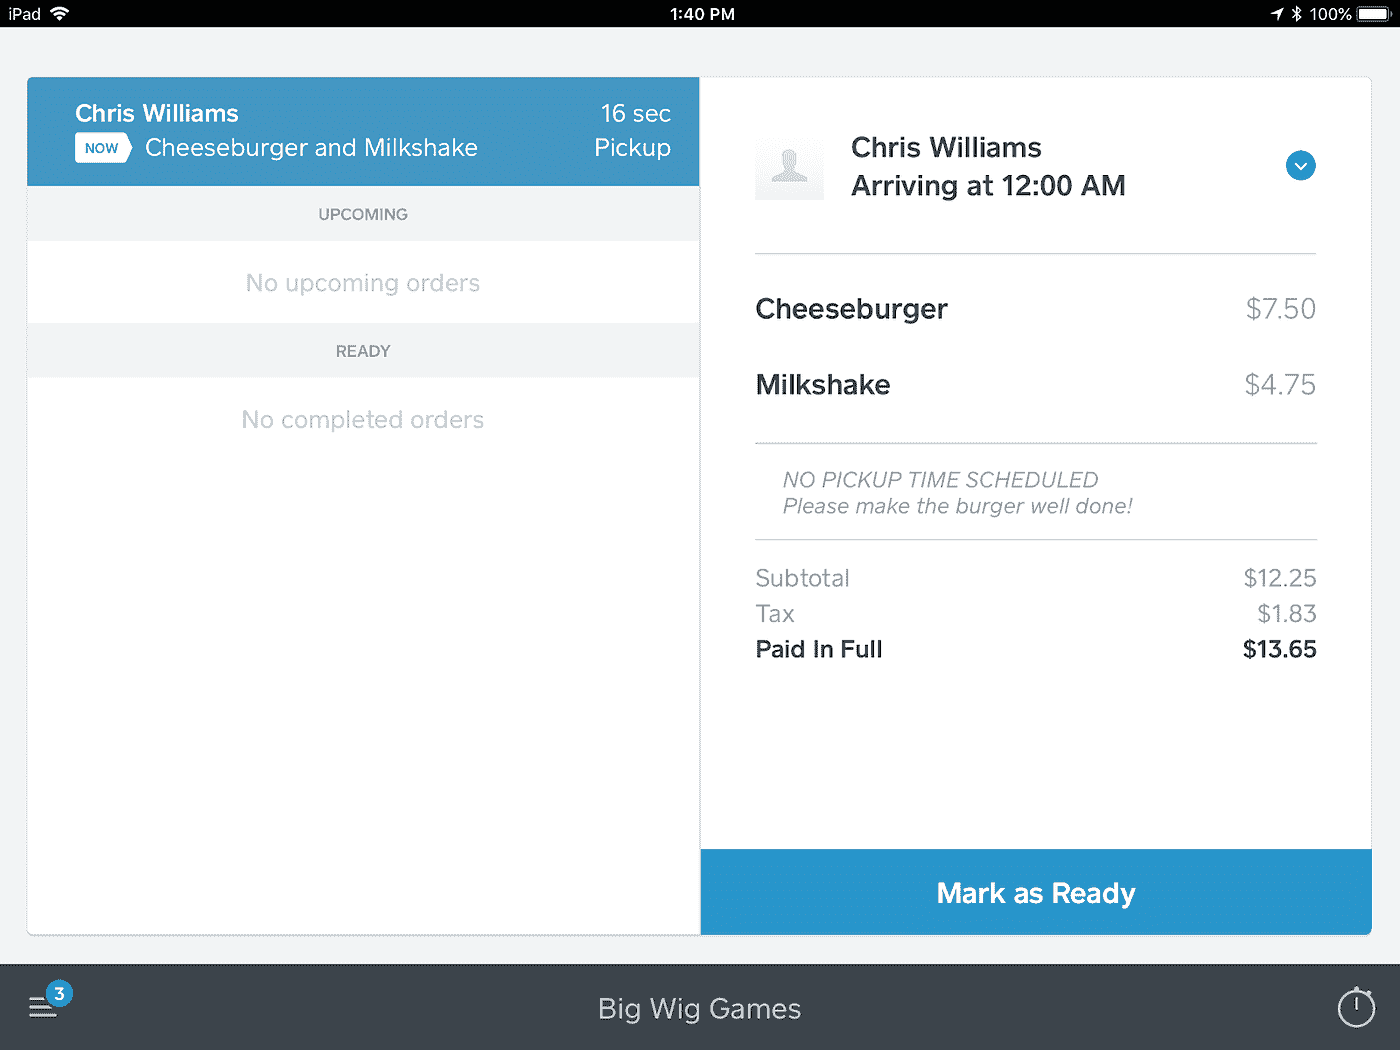 iPad 1:40 PM 100%
Chris Williams 16 sec
NOW Cheeseburger and Milkshake Pickup
UPCOMING
No upcoming orders
READY
No completed orders
Chris Williams
Arriving at 12:00 AM
Cheeseburger $7.50
Milkshake $4.75
NO PICKUP TIME SCHEDULED
Please make the burger well done!
Subtotal $12.25
Tax $1.83
Paid In Full $13.65
Mark as Ready
3
Big Wig Games